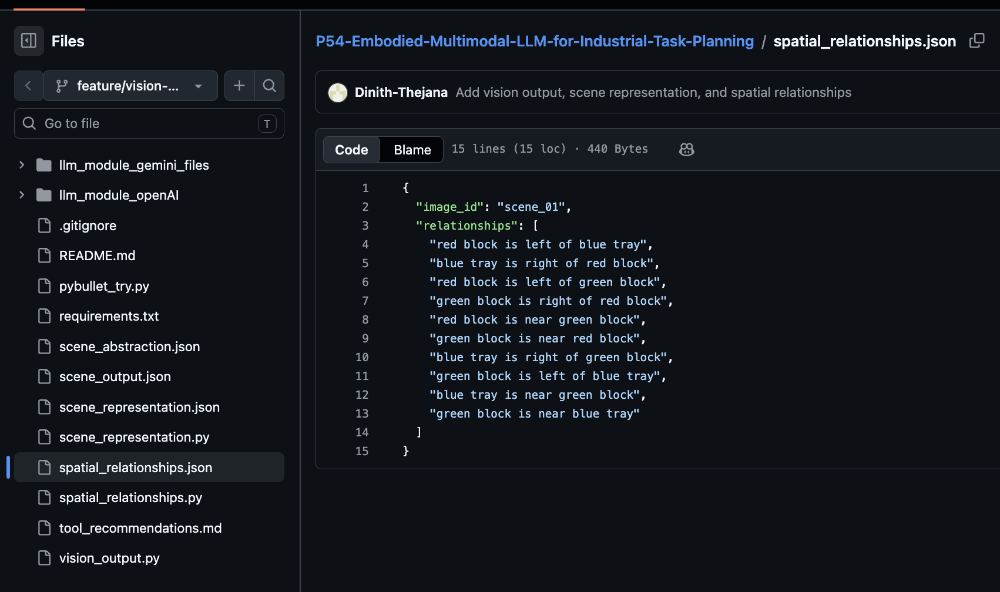 Files
feature/vision-...
Go to file
T
llm_module_gemini_files
llm_module_openAI
.gitignore
README.md
pybullet_try.py
requirements.txt
scene_abstraction.json
scene_output.json
scene_representation.json
scene_representation.py
spatial_relationships.json
spatial_relationships.py
tool_recommendations.md
vision_output.py
P54-Embodied-Multimodal-LLM-for-Industrial-Task-Planning / spatial_relationships.json
Dinith-Thejana Add vision output, scene representation, and spatial relationships
Code Blame 15 lines (15 loc) · 440 Bytes
1 {
2   "image_id": "scene_01",
3   "relationships": [
4     "red block is left of blue tray",
5     "blue tray is right of red block",
6     "red block is left of green block",
7     "green block is right of red block",
8     "red block is near green block",
9     "green block is near red block",
10     "blue tray is right of green block",
11     "green block is left of blue tray",
12     "blue tray is near green block",
13     "green block is near blue tray"
14   ]
15 }